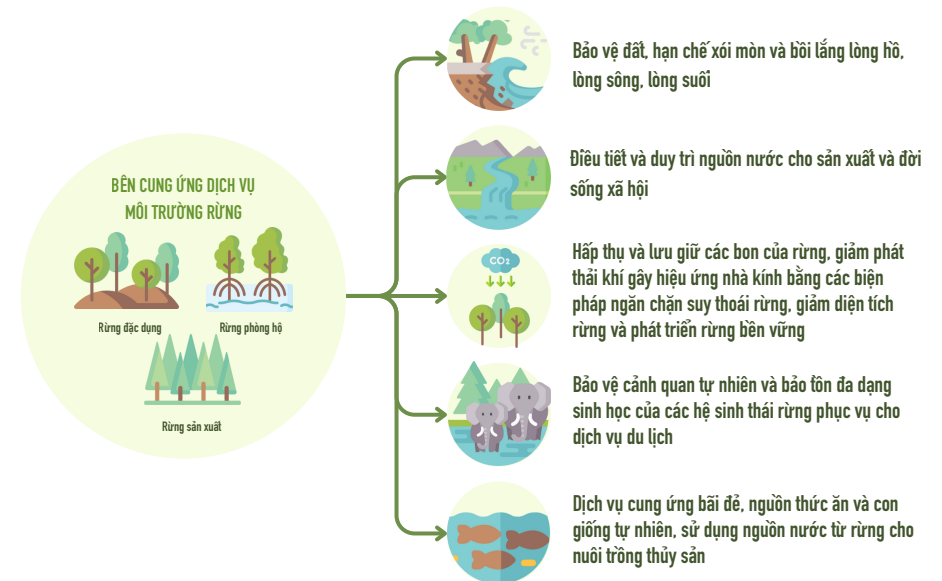 BÊN CUNG ỨNG DỊCH VỤ
MÔI TRƯỜNG RỪNG
Rừng đặc dụng
Rừng phòng hộ
Rừng sản xuất
Bảo vệ đất, hạn chế xói mòn và bồi lắng lòng hồ,
lòng sông, lòng suối
Điều tiết và duy trì nguồn nước cho sản xuất và đời
sống xã hội
CO2
Hấp thụ và lưu giữ các bon của rừng, giảm phát
thải khí gây hiệu ứng nhà kính bằng các biện
pháp ngăn chặn suy thoái rừng, giảm diện tích
rừng và phát triển rừng bền vững
Bảo vệ cảnh quan tự nhiên và bảo tồn đa dạng
sinh học của các hệ sinh thái rừng phục vụ cho
dịch vụ du lịch
Dịch vụ cung ứng bãi đẻ, nguồn thức ăn và con
giống tự nhiên, sử dụng nguồn nước từ rừng cho
nuôi trồng thủy sản